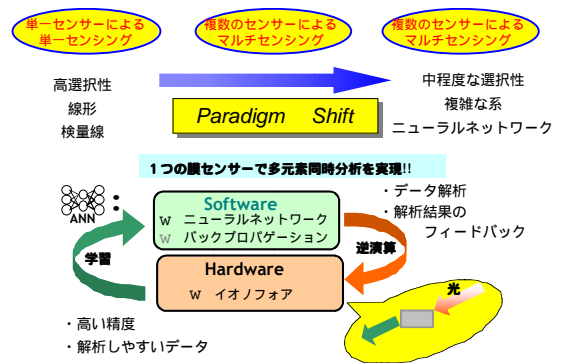 単一センサーによる
単一センシング
複数のセンサーによる
マルチセンシング
複数のセンサーによる
マルチセンシング
高選択性
線形
検量線
Paradigm Shift
中程度な選択性
複雑な系
ニューラルネットワーク
1つの膜センサーで多元素同時分析を実現!!
ANN
:
Software
w ニューラルネットワーク
w バックプロパゲーション
・データ解析
・解析結果の
フィードバック
学習
逆演算
Hardware
w イオノフォア
光
・高い精度
・解析しやすいデータ